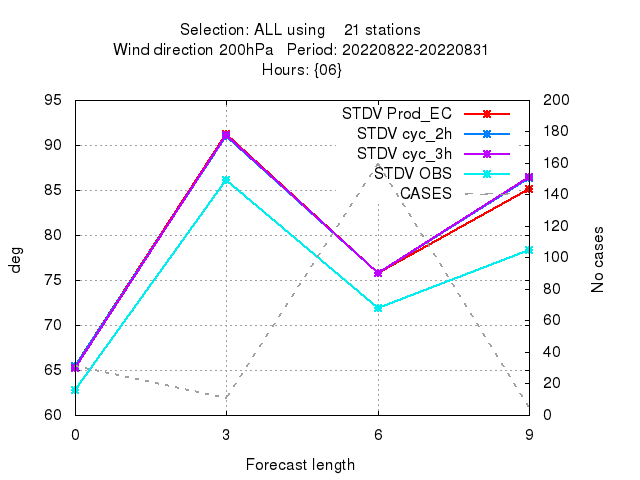 Selection: ALL using    21 stations
Wind direction 200hPa   Period: 20220822-20220831
Hours: {06}
95 200
STDV Prod_EC
180
90
STDV cyc_2h
160
STDV cyc_3h
85
STDV OBS
140
CASES
80
120
deg
75
100
No cases
80
70
60
65
40
20
60 0
0 3 6 9
Forecast length